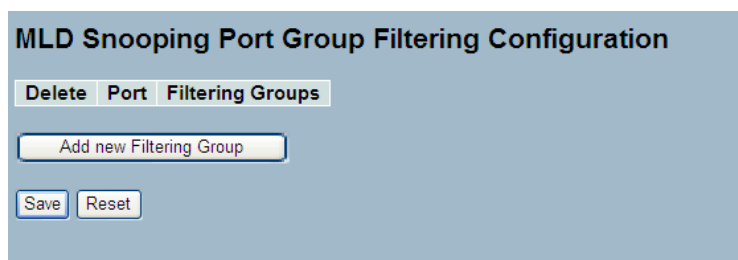 MLD Snooping Port Group Filtering Configuration
Delete Port Filtering Groups
Add new Filtering Group
Save Reset